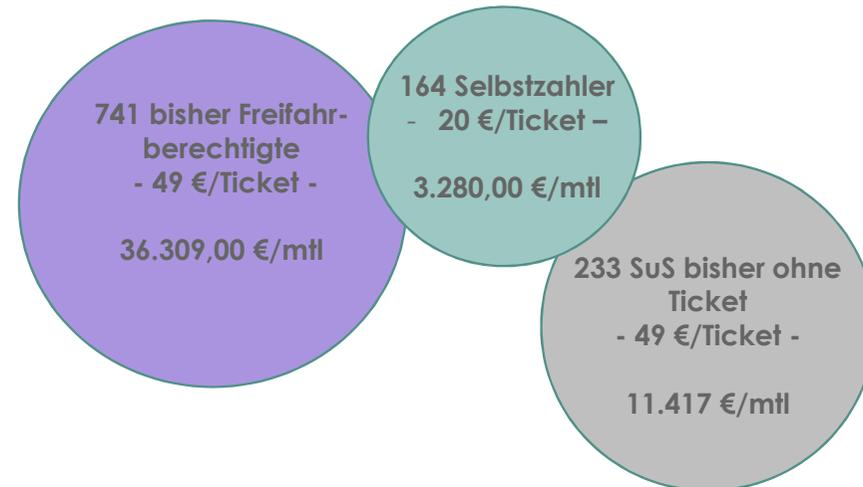 741 bisher Freifahr-
berechtigte
- 49 €/Ticket -
36.309,00 €/mtl
164 Selbstzahler
- 20 €/Ticket –
3.280,00 €/mtl
233 SuS bisher ohne
Ticket
- 49 €/Ticket -
11.417 €/mtl